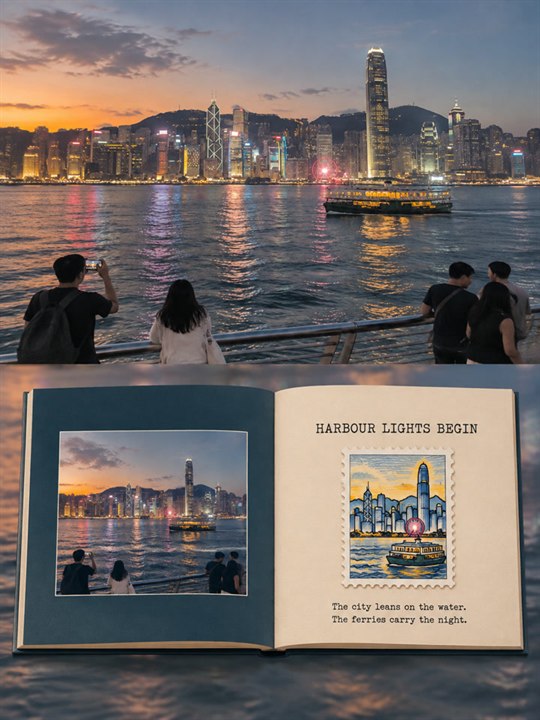 HARBOUR LIGHTS BEGIN
The city leans on the water.
The ferries carry the night.